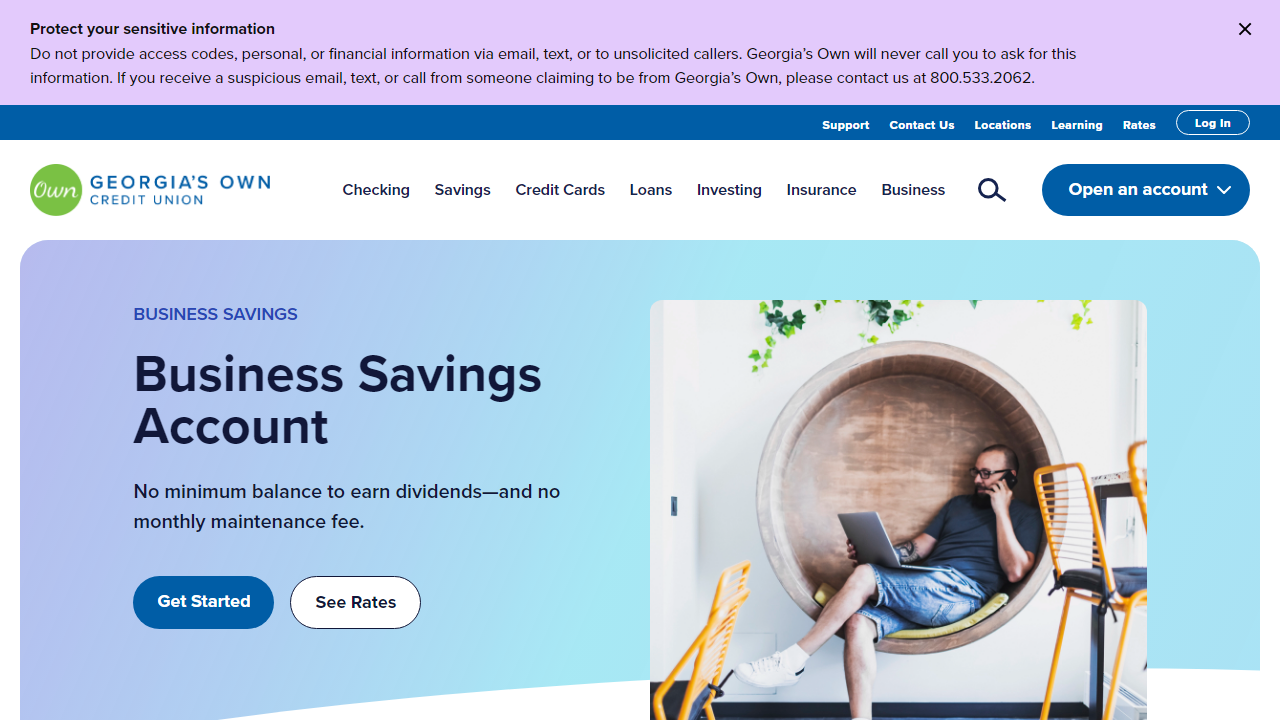 Protect your sensitive information
Do not provide access codes, personal, or financial information via email, text, or to unsolicited callers. Georgia’s Own will never call you to ask for this
information. If you receive a suspicious email, text, or call from someone claiming to be from Georgia’s Own, please contact us at 800.533.2062.
Support Contact Us Locations Learning Rates Log In
Own GEORGIA'S OWN
CREDIT UNION
Checking Savings Credit Cards Loans Investing Insurance Business Open an account
BUSINESS SAVINGS
Business Savings
Account
No minimum balance to earn dividends—and no
monthly maintenance fee.
Get Started See Rates